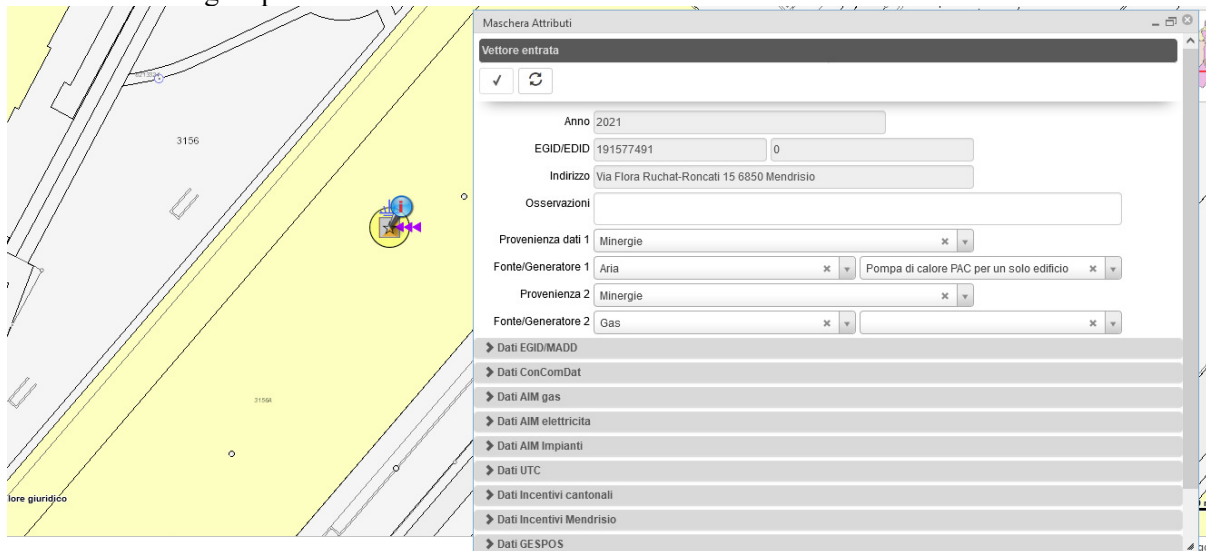 Maschera Attributi
Vettore entrata
Anno 2021
EGID/EDID 191577491 0
Indirizzo Via Flora Ruchat-Roncati 15 6850 Mendrisio
Osservazioni
Provenienza dati 1 Minergie
Fonte/Generatore 1 Aria Pompa di calore PAC per un solo edificio
Provenienza 2 Minergie
Fonte/Generatore 2 Gas
Dati EGID/MADD
Dati ConComDat
Dati AIM gas
Dati AIM elettricita
Dati AIM Impianti
Dati UTC
Dati Incentivi cantonali
Dati Incentivi Mendrisio
Dati GESPOS
3156
lore giuridico